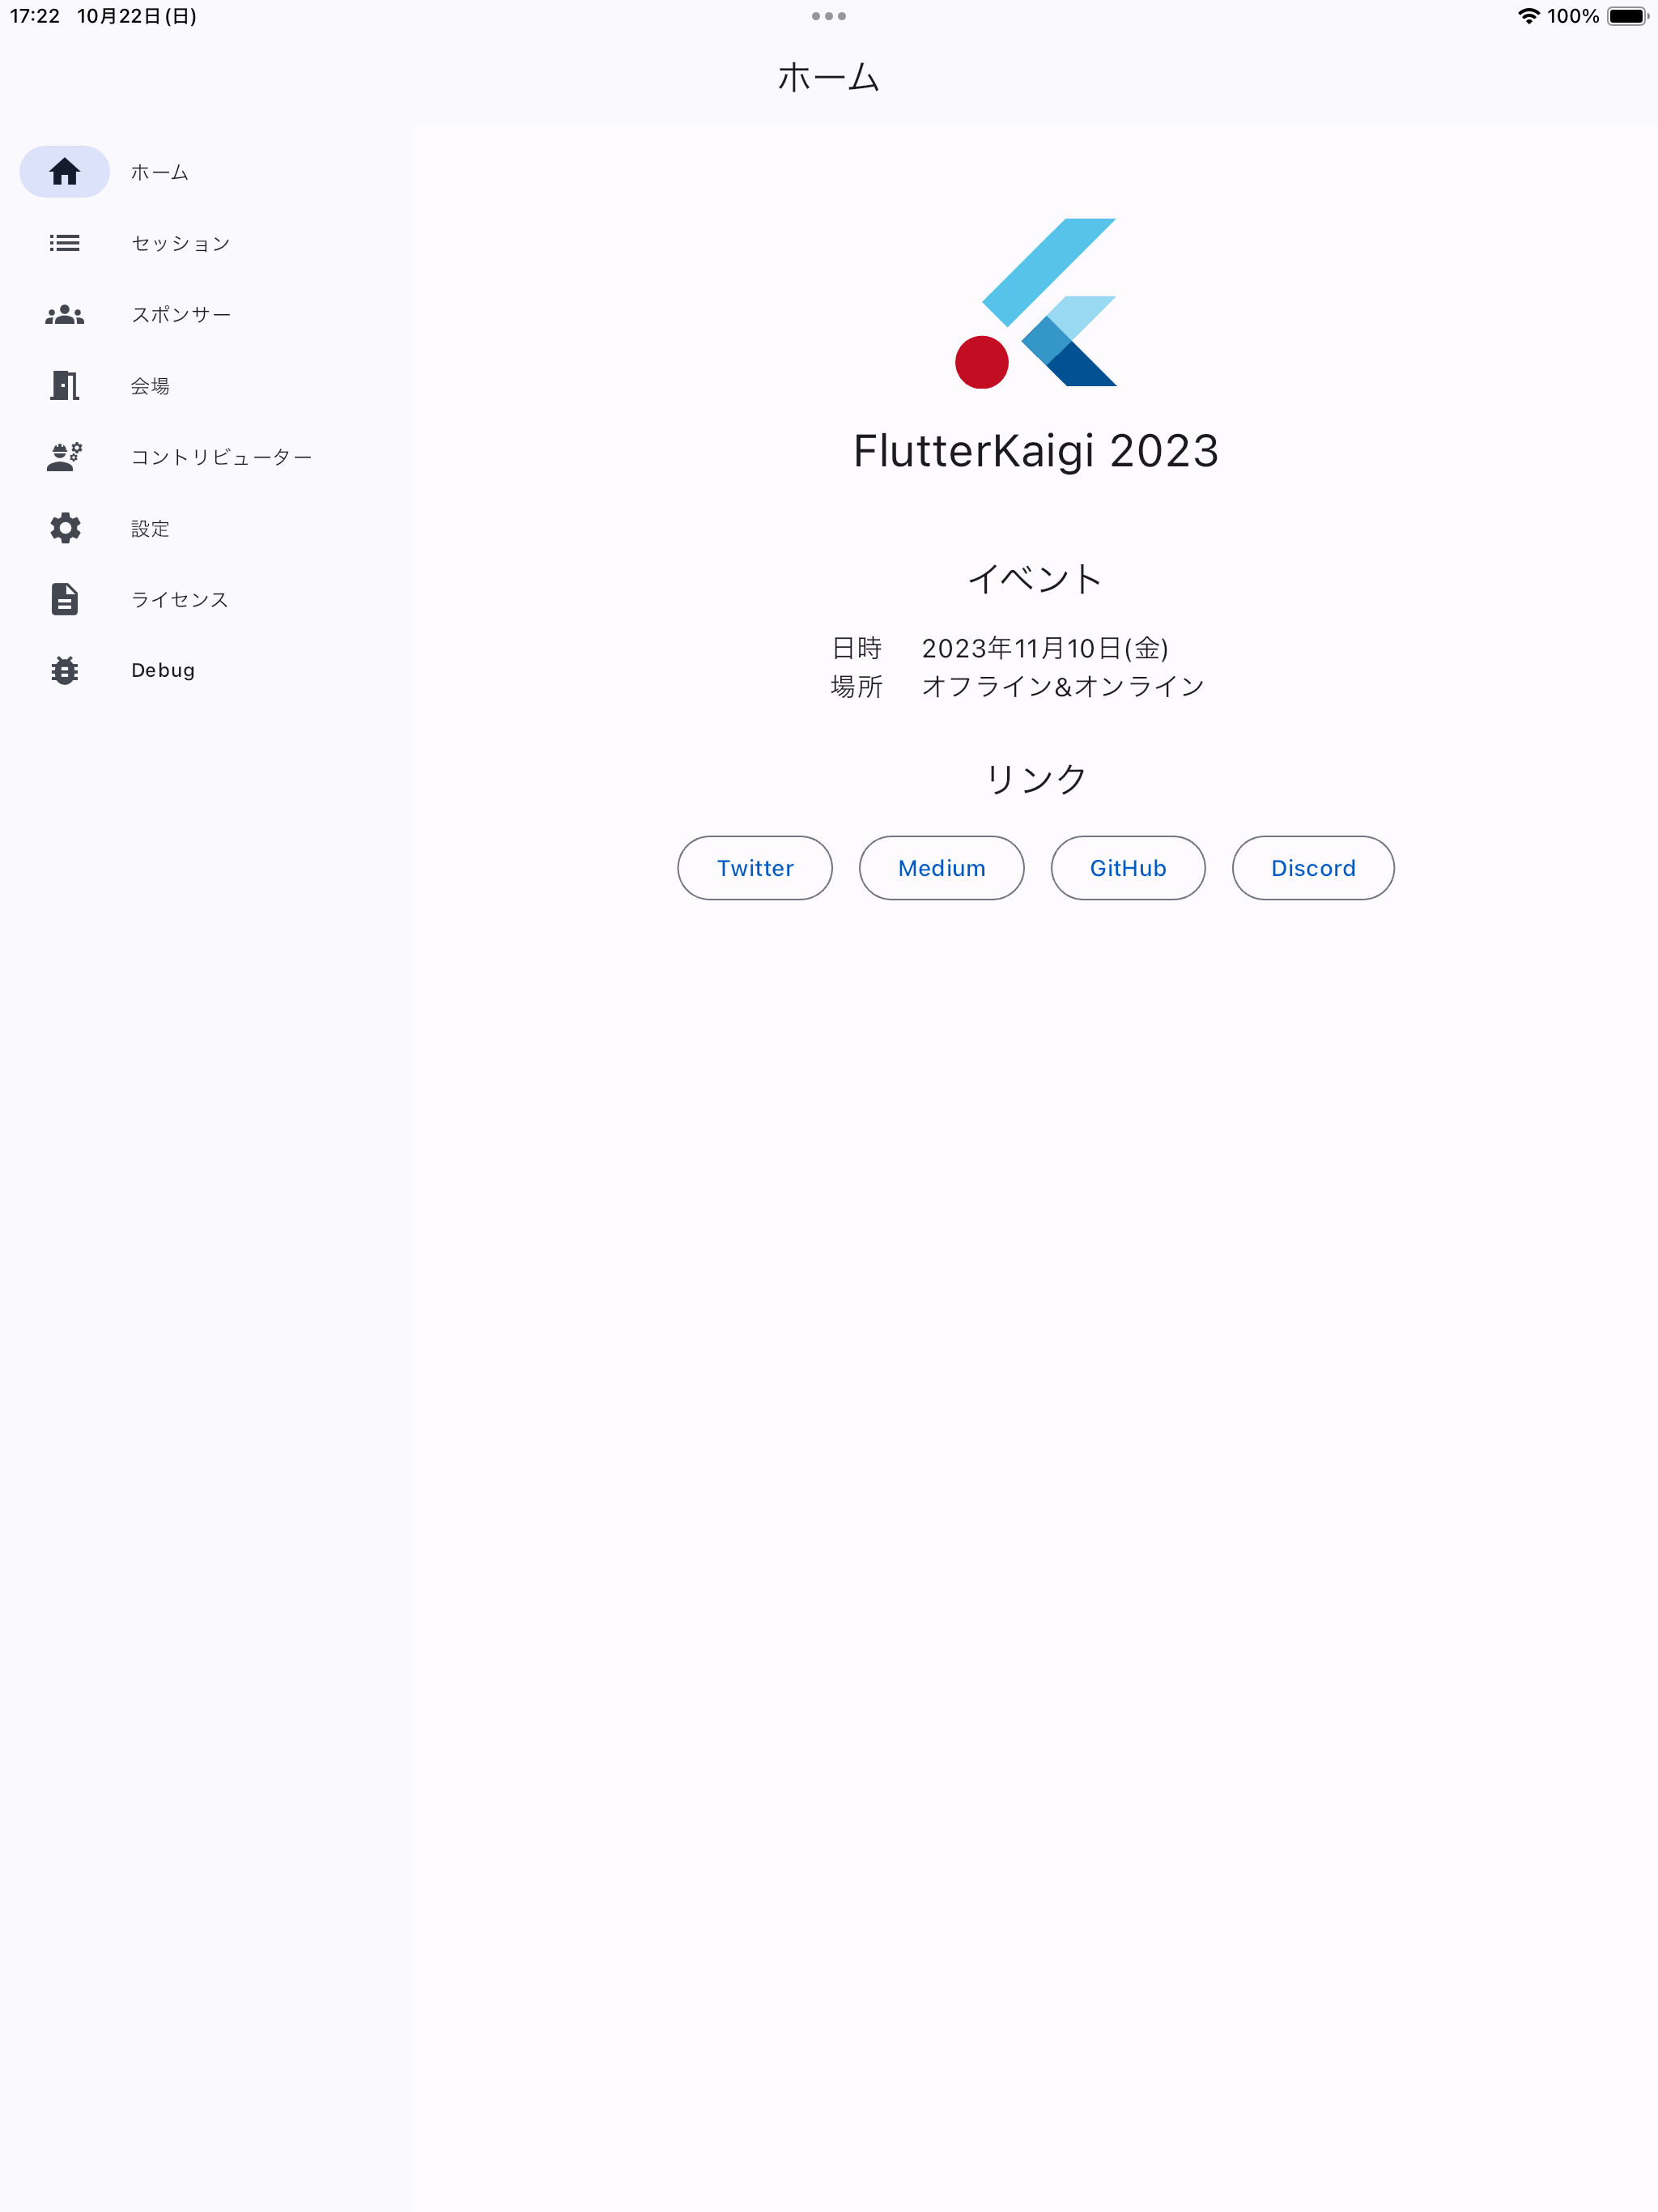 17:22 10月22日(日)
100%
ホーム
ホーム
セッション
スポンサー
会場
コントリビューター
設定
ライセンス
Debug
FlutterKaigi 2023
イベント
日時 2023年11月10日(金)
場所 オフライン&オンライン
リンク
Twitter Medium GitHub Discord